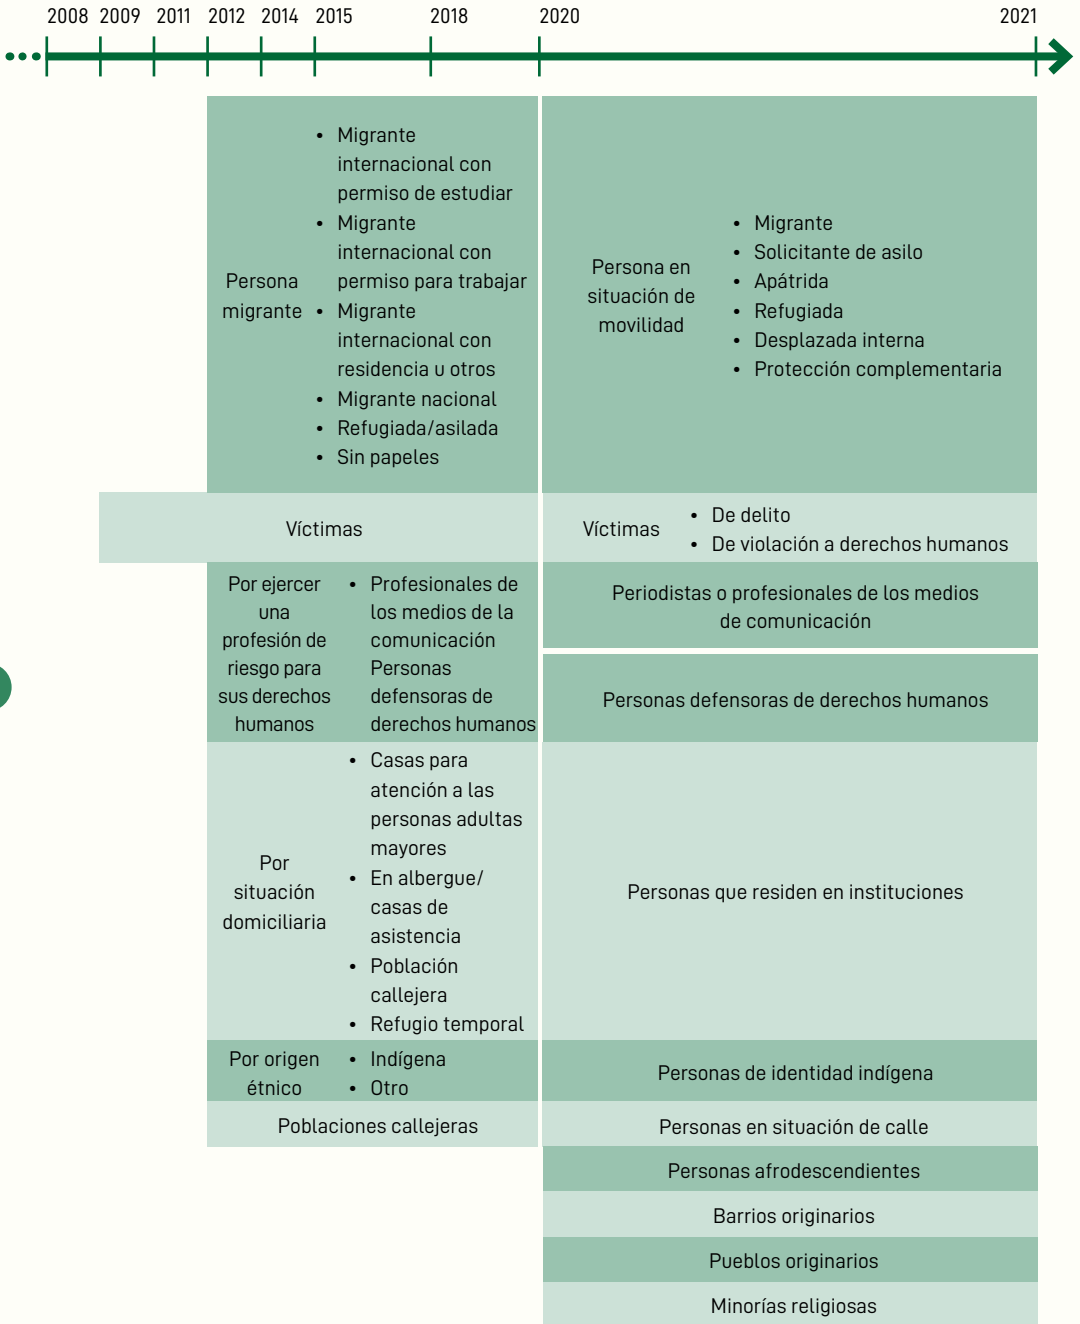 2008 2009 2011 2012 2014 2015 2018 2020 2021
Persona
migrante
• Migrante
internacional con
permiso de estudiar
• Migrante
internacional con
permiso para trabajar
• Migrante
internacional con
residencia u otros
• Migrante nacional
• Refugiada/asilada
• Sin papeles
Persona en
situación de
movilidad
• Migrante
• Solicitante de asilo
• Apátrida
• Refugiada
• Desplazada interna
• Protección complementaria
Víctimas
Víctimas
• De delito
• De violación a derechos humanos
Por ejercer
una
profesión de
riesgo para
sus derechos
humanos
• Profesionales de
los medios de la
comunicación
Personas
defensoras de
derechos humanos
Periodistas o profesionales de los medios
de comunicación
Personas defensoras de derechos humanos
Por
situación
domiciliaria
• Casas para
atención a las
personas adultas
mayores
• En albergue/
casas de
asistencia
• Población
callejera
• Refugio temporal
Personas que residen en instituciones
Por origen
étnico
• Indígena
• Otro
Personas de identidad indígena
Poblaciones callejeras
Personas en situación de calle
Personas afrodescendientes
Barrios originarios
Pueblos originarios
Minorías religiosas